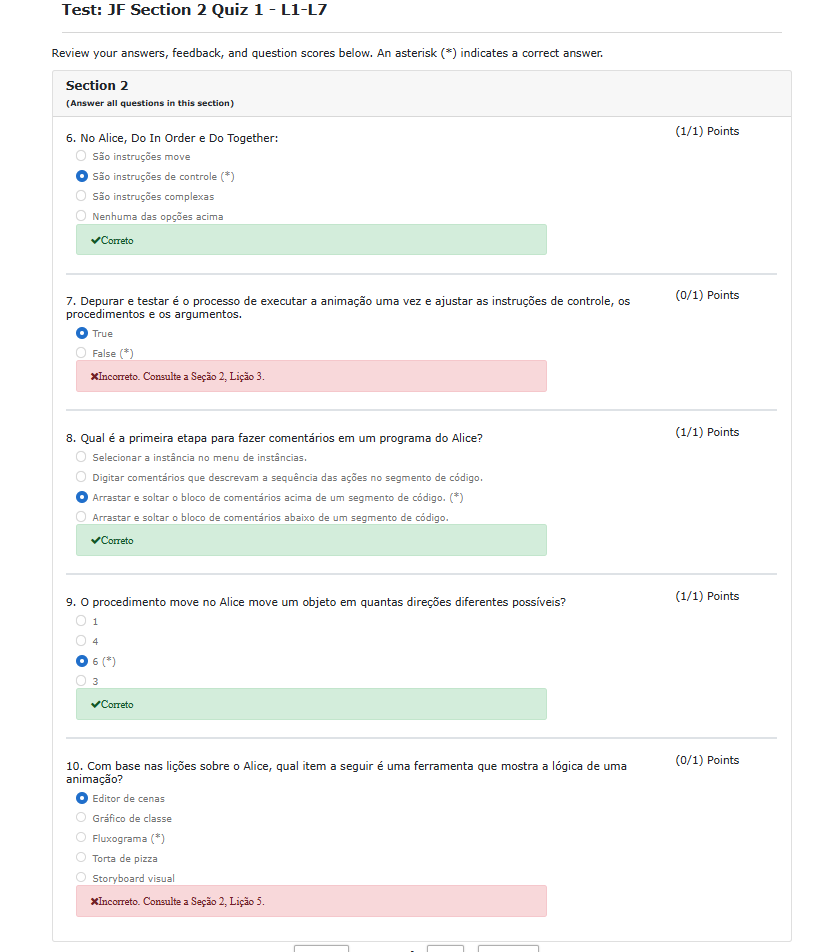 Test: JF Section 2 Quiz 1 - L1-L7
Review your answers, feedback, and question scores below. An asterisk (*) indicates a correct answer.
Section 2
(Answer all questions in this section)
6. No Alice, Do In Order e Do Together:
(1/1) Points
São instruções move
São instruções de controle (*)
São instruções complexas
Nenhuma das opções acima
✔Correto
7. Depurar e testar é o processo de executar a animação uma vez e ajustar as instruções de controle, os
procedimentos e os argumentos.
(0/1) Points
True
False (*)
✖Incorreto. Consulte a Seção 2, Lição 3.
8. Qual é a primeira etapa para fazer comentários em um programa do Alice?
(1/1) Points
Selecionar a instância no menu de instâncias.
Digitar comentários que descrevam a sequência das ações no segmento de código.
Arrastar e soltar o bloco de comentários acima de um segmento de código. (*)
Arrastar e soltar o bloco de comentários abaixo de um segmento de código.
✔Correto
9. O procedimento move no Alice move um objeto em quantas direções diferentes possíveis?
(1/1) Points
1
4
6 (*)
3
✔Correto
10. Com base nas lições sobre o Alice, qual item a seguir é uma ferramenta que mostra a lógica de uma
animação?
(0/1) Points
Editor de cenas
Gráfico de classe
Fluxograma (*)
Torta de pizza
Storyboard visual
✖Incorreto. Consulte a Seção 2, Lição 5.